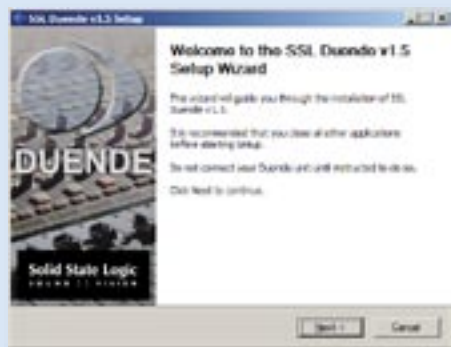 SSL Duende v1.5 Setup
Welcome to the SSL Duende v1.5
Setup Wizard
This wizard will guide you through the installation of SSL
Duende v1.5.
It is recommended that you close all other applications
before starting setup.
Do not connect your Duende unit until instructed to do so.
Click Next to continue.
DUENDE
Solid State Logic
SOUND || VISION
Next >
Cancel